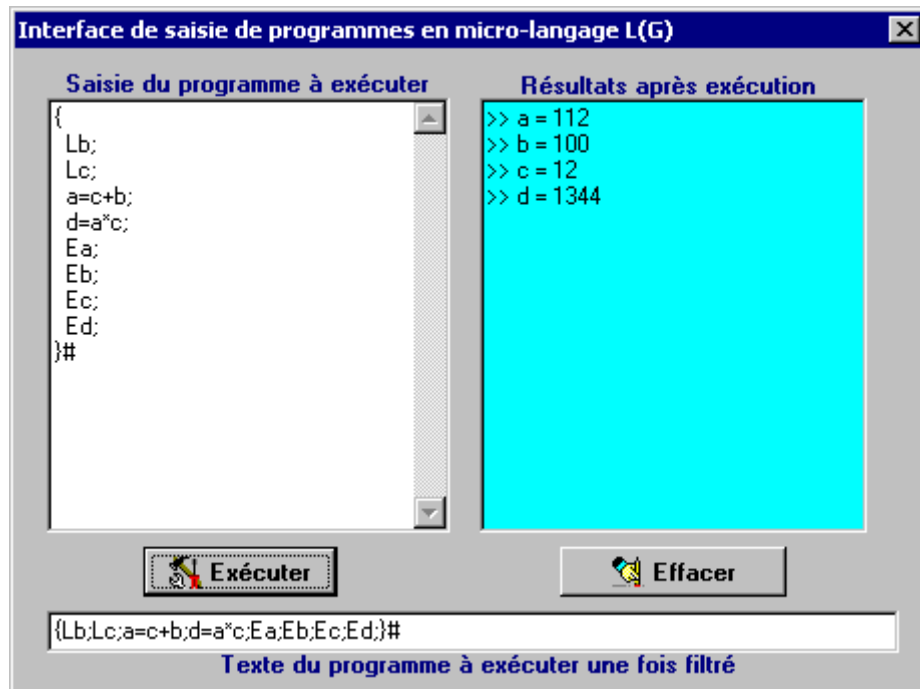 Interface de saisie de programmes en micro-langage L(G)
Saisie du programme à exécuter
{
Lb;
Lc;
a=c+b;
d=a*c;
Ea;
Eb;
Ec;
Ed;
}#
Résultats après exécution
>> a = 112
>> b = 100
>> c = 12
>> d = 1344
Exécuter
Effacer
{Lb;Lc;a=c+b;d=a*c;Ea;Eb;Ec;Ed;}#
Texte du programme à exécuter une fois filtré